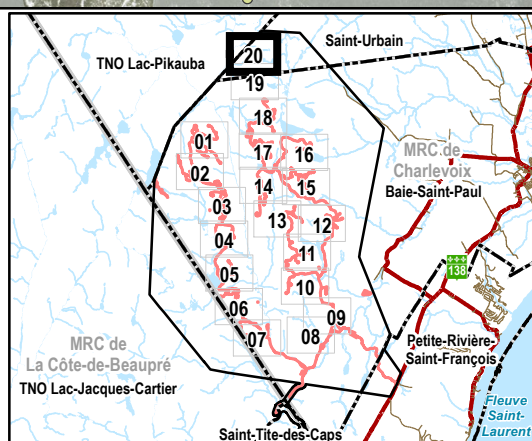 Saint-Urbain
TNO Lac-Pikauba
20
19
18
01
17
16
02
14
15
03
13
12
04
11
05
10
06
09
07
08
MRC de
Charlevoix
Baie-Saint-Paul
138
MRC de
La Côte-de-Beaupré
TNO Lac-Jacques-Cartier
Petite-Rivière-
Saint-François
Saint-Tite-des-Caps
Fleuve
Saint-
Laurent